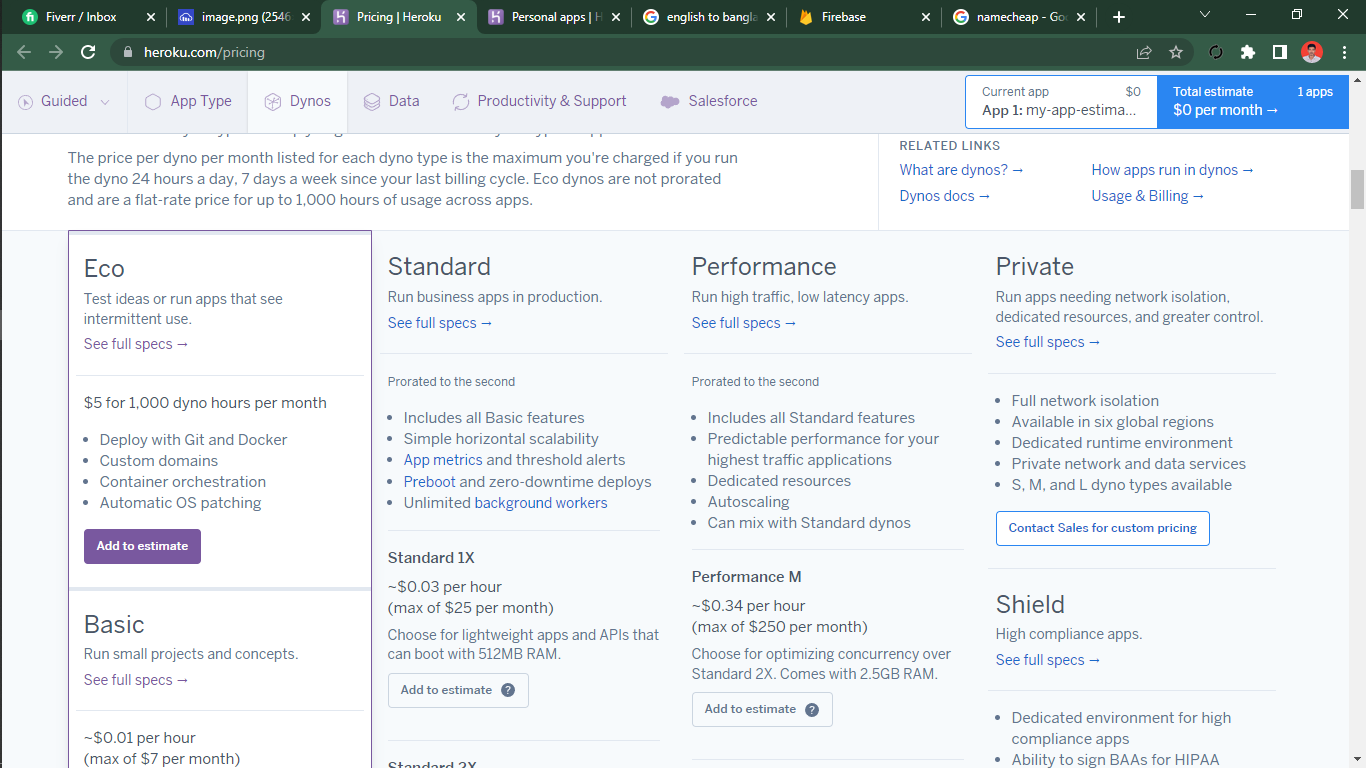 Fiverr / Inbox
image.png (2546
Pricing | Heroku
Personal apps | H
english to bangla
Firebase
namecheap - Go
heroku.com/pricing
Guided
App Type
Dynos
Data
Productivity & Support
Salesforce
Current app $0
App 1: my-app-estima...
Total estimate 1 apps
$0 per month →
The price per dyno per month listed for each dyno type is the maximum you're charged if you run
the dyno 24 hours a day, 7 days a week since your last billing cycle. Eco dynos are not prorated
and are a flat-rate price for up to 1,000 hours of usage across apps.
RELATED LINKS
What are dynos? →
How apps run in dynos →
Dynos docs →
Usage & Billing →
Eco
Test ideas or run apps that see
intermittent use.
See full specs →
$5 for 1,000 dyno hours per month
• Deploy with Git and Docker
• Custom domains
• Container orchestration
• Automatic OS patching
Add to estimate
Basic
Run small projects and concepts.
See full specs →
~$0.01 per hour
(max of $7 per month)
Standard
Run business apps in production.
See full specs →
Prorated to the second
• Includes all Basic features
• Simple horizontal scalability
• App metrics and threshold alerts
• Preboot and zero-downtime deploys
• Unlimited background workers
Standard 1X
~$0.03 per hour
(max of $25 per month)
Choose for lightweight apps and APIs that
can boot with 512MB RAM.
Add to estimate ?
Standard 2X
Performance
Run high traffic, low latency apps.
See full specs →
Prorated to the second
• Includes all Standard features
• Predictable performance for your
highest traffic applications
• Dedicated resources
• Autoscaling
• Can mix with Standard dynos
Performance M
~$0.34 per hour
(max of $250 per month)
Choose for optimizing concurrency over
Standard 2X. Comes with 2.5GB RAM.
Add to estimate ?
Private
Run apps needing network isolation,
dedicated resources, and greater control.
See full specs →
• Full network isolation
• Available in six global regions
• Dedicated runtime environment
• Private network and data services
• S, M, and L dyno types available
Contact Sales for custom pricing
Shield
High compliance apps.
See full specs →
• Dedicated environment for high
compliance apps
• Ability to sign BAAs for HIPAA